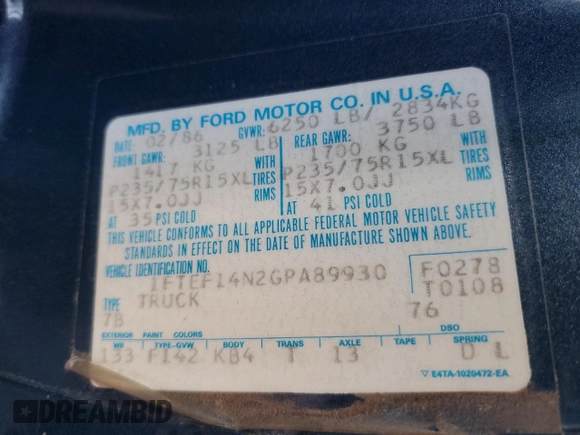 MFD. BY FORD MOTOR CO. IN U.S.A.
DATE: 02/86 GVWR: 6250 LB/ 2834KG
FRONT GAWR: 3125 LB REAR GAWR: 3750 LB
1417 KG WITH 1700 KG WITH
P235/75R15XL TIRES P235/75R15XL TIRES
15X7.0JJ RIMS 15X7.0JJ RIMS
AT 35 PSI COLD AT 41 PSI COLD
THIS VEHICLE CONFORMS TO ALL APPLICABLE FEDERAL MOTOR VEHICLE SAFETY
STANDARDS IN EFFECT ON THE DATE OF MANUFACTURE SHOWN ABOVE.
VEHICLE IDENTIFICATION NO. F0278
1FTEF14N2GPA89930 T0108
TYPE TRUCK
7B 76
EXTERIOR PAINT COLORS DSO
WB TYPE-GVW BODY TRANS AXLE TAPE SPRING
133 F142 KB4 T 13 D L
▽ E4TA-1020472-EA
DREAMBID